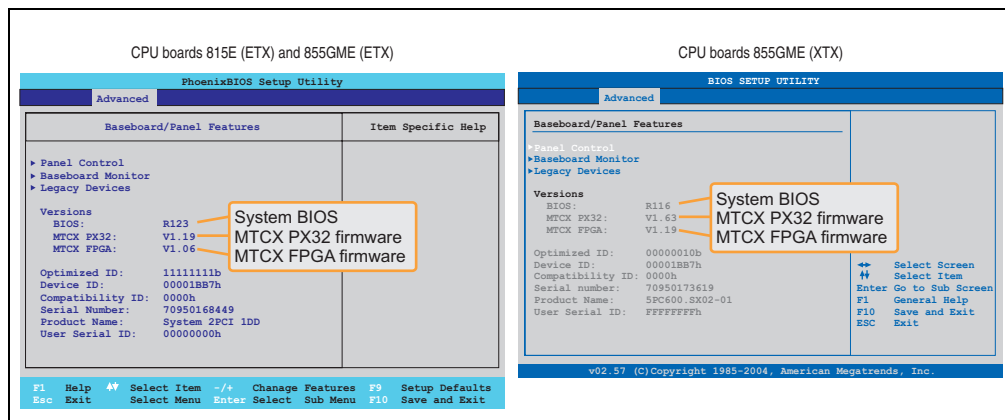 CPU boards 815E (ETX) and 855GME (ETX)
PhoenixBIOS Setup Utility
Advanced
Baseboard/Panel Features
Item Specific Help
Panel Control
Baseboard Monitor
Legacy Devices
Versions
BIOS: R123
MTCX PX32: V1.19
MTCX FPGA: V1.06
System BIOS
MTCX PX32 firmware
MTCX FPGA firmware
Optimized ID: 11111111b
Device ID: 00001BB7h
Compatibility ID: 0000h
Serial Number: 70950168449
Product Name: System 2PCI 1DD
User Serial ID: 00000000h
F1 Help Select Item -/+ Chanage Features F9 Setup Defaults
Esc Exit Select Menu Enter Select Sub Menu F10 Save and Exit
CPU boards 855GME (XTX)
BIOS SETUP UTILITY
Advanced
Baseboard/Panel Features
Panel Control
Baseboard Monitor
Legacy Devices
Versions
BIOS: R116
MTCX PX32: V1.63
MTCX FPGA: V1.19
System BIOS
MTCX PX32 firmware
MTCX FPGA firmware
Optimized ID: 00000010b
Device ID: 00001BB7h
Compatibility ID: 0000h
Serial number: 70950173619
Product Name: 5PC600.SX02-01
User Serial ID: FFFFFFFFh
Select Screen
Select Item
Enter Go to Sub Screen
F1 General Help
F10 Save and Exit
ESC Exit
v02.57 (C)Copyright 1985-2004, American Megatrends, Inc.